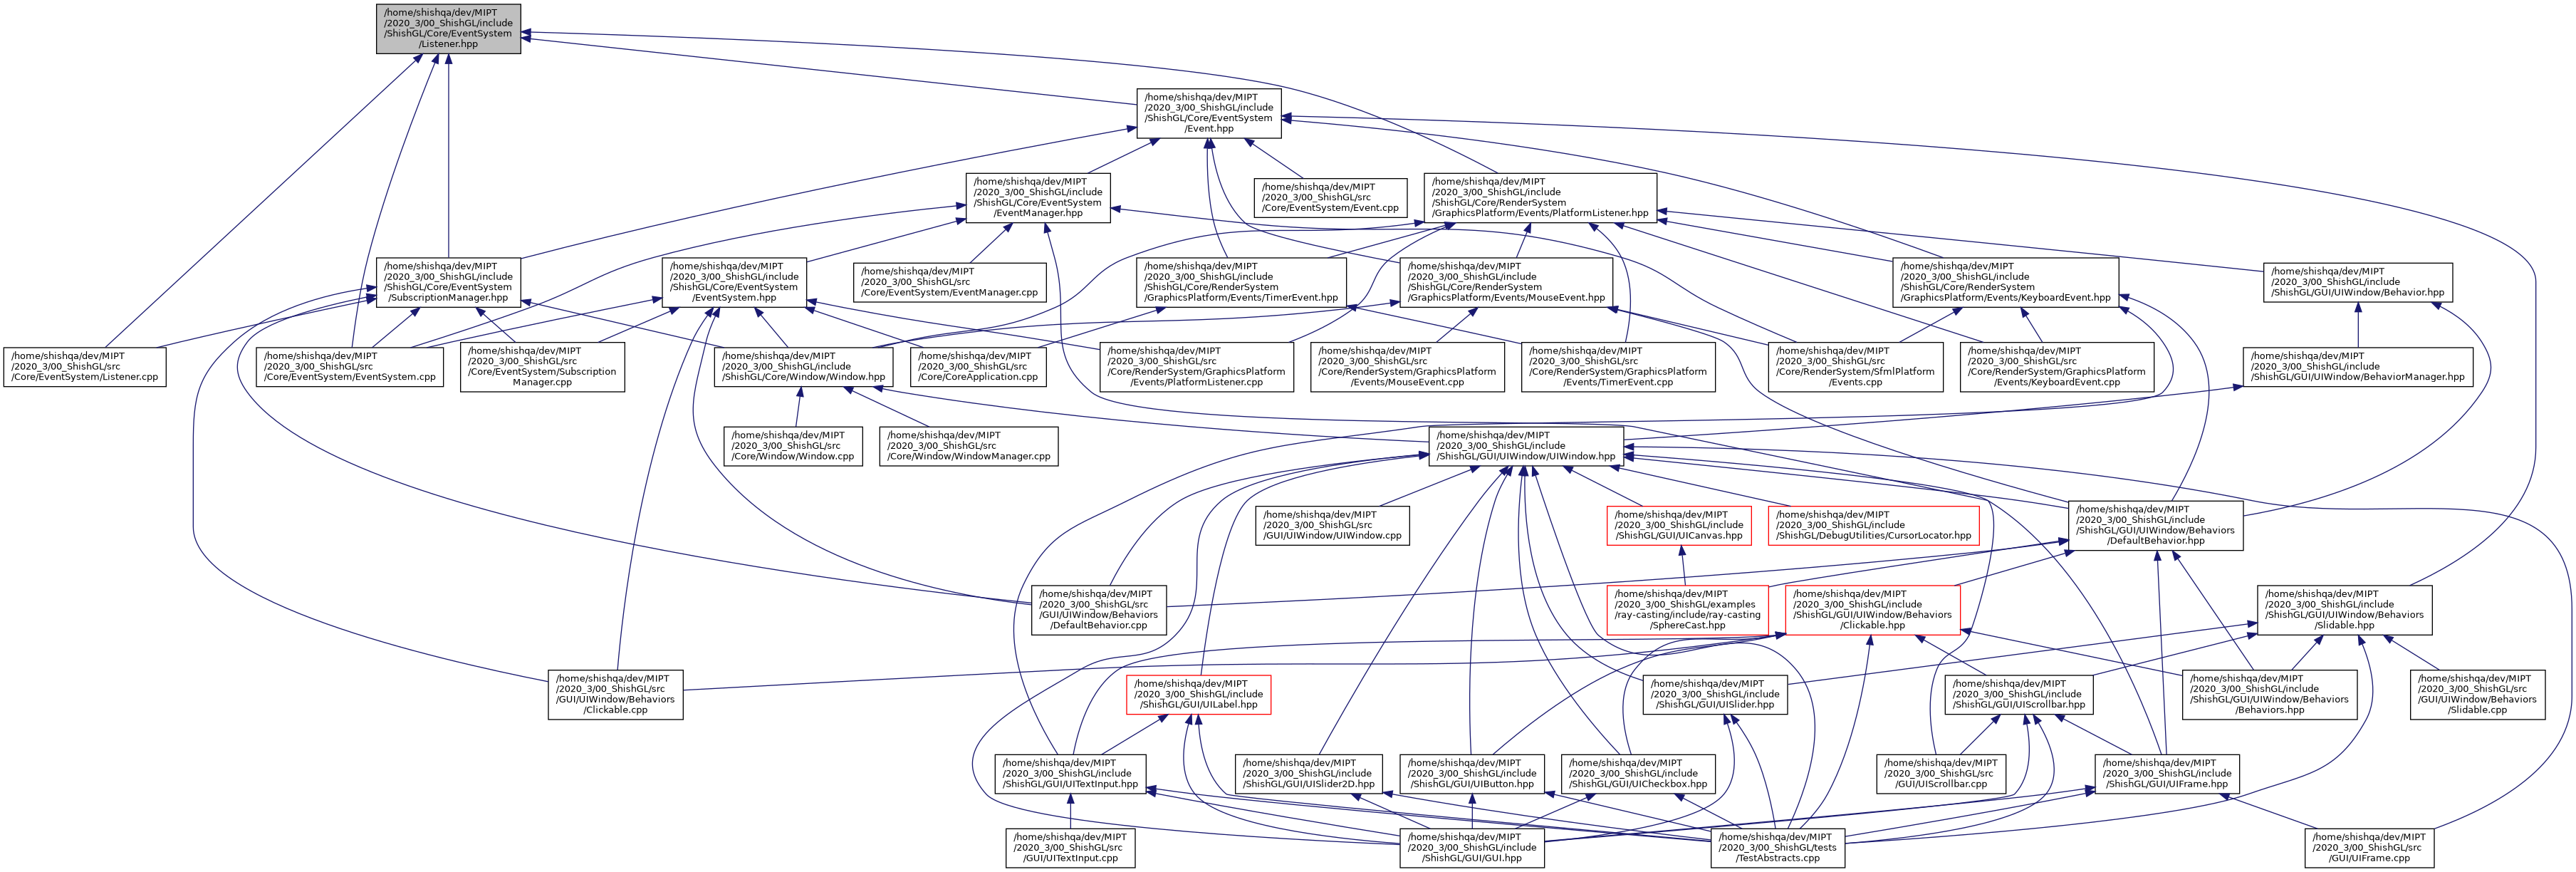 /home/shishqa/dev/MIPT
/2020_3/00_ShishGL/include
/ShishGL/Core/EventSystem
/Listener.hpp
/home/shishqa/dev/MIPT
/2020_3/00_ShishGL/include
/ShishGL/Core/EventSystem
/Event.hpp
/home/shishqa/dev/MIPT
/2020_3/00_ShishGL/include
/ShishGL/Core/EventSystem
/EventManager.hpp
/home/shishqa/dev/MIPT
/2020_3/00_ShishGL/src
/Core/EventSystem/Event.cpp
/home/shishqa/dev/MIPT
/2020_3/00_ShishGL/include
/ShishGL/Core/RenderSystem
/GraphicsPlatform/Events/PlatformListener.hpp
/home/shishqa/dev/MIPT
/2020_3/00_ShishGL/include
/ShishGL/Core/EventSystem
/SubscriptionManager.hpp
/home/shishqa/dev/MIPT
/2020_3/00_ShishGL/include
/ShishGL/Core/EventSystem
/EventSystem.hpp
/home/shishqa/dev/MIPT
/2020_3/00_ShishGL/src
/Core/EventSystem/EventManager.cpp
/home/shishqa/dev/MIPT
/2020_3/00_ShishGL/include
/ShishGL/Core/RenderSystem
/GraphicsPlatform/Events/TimerEvent.hpp
/home/shishqa/dev/MIPT
/2020_3/00_ShishGL/include
/ShishGL/Core/RenderSystem
/GraphicsPlatform/Events/MouseEvent.hpp
/home/shishqa/dev/MIPT
/2020_3/00_ShishGL/include
/ShishGL/Core/RenderSystem
/GraphicsPlatform/Events/KeyboardEvent.hpp
/home/shishqa/dev/MIPT
/2020_3/00_ShishGL/include
/ShishGL/GUI/UIWindow/Behavior.hpp
/home/shishqa/dev/MIPT
/2020_3/00_ShishGL/src
/Core/EventSystem/Listener.cpp
/home/shishqa/dev/MIPT
/2020_3/00_ShishGL/src
/Core/EventSystem/EventSystem.cpp
/home/shishqa/dev/MIPT
/2020_3/00_ShishGL/src
/Core/EventSystem/Subscription
Manager.cpp
/home/shishqa/dev/MIPT
/2020_3/00_ShishGL/include
/ShishGL/Core/Window/Window.hpp
/home/shishqa/dev/MIPT
/2020_3/00_ShishGL/src
/Core/CoreApplication.cpp
/home/shishqa/dev/MIPT
/2020_3/00_ShishGL/src
/Core/RenderSystem/GraphicsPlatform
/Events/PlatformListener.cpp
/home/shishqa/dev/MIPT
/2020_3/00_ShishGL/src
/Core/RenderSystem/GraphicsPlatform
/Events/MouseEvent.cpp
/home/shishqa/dev/MIPT
/2020_3/00_ShishGL/src
/Core/RenderSystem/GraphicsPlatform
/Events/TimerEvent.cpp
/home/shishqa/dev/MIPT
/2020_3/00_ShishGL/src
/Core/RenderSystem/SfmlPlatform
/Events.cpp
/home/shishqa/dev/MIPT
/2020_3/00_ShishGL/src
/Core/RenderSystem/GraphicsPlatform
/Events/KeyboardEvent.cpp
/home/shishqa/dev/MIPT
/2020_3/00_ShishGL/include
/ShishGL/GUI/UIWindow/BehaviorManager.hpp
/home/shishqa/dev/MIPT
/2020_3/00_ShishGL/src
/Core/Window/Window.cpp
/home/shishqa/dev/MIPT
/2020_3/00_ShishGL/src
/Core/Window/WindowManager.cpp
/home/shishqa/dev/MIPT
/2020_3/00_ShishGL/include
/ShishGL/GUI/UIWindow/UIWindow.hpp
/home/shishqa/dev/MIPT
/2020_3/00_ShishGL/src
/GUI/UIWindow/UIWindow.cpp
/home/shishqa/dev/MIPT
/2020_3/00_ShishGL/include
/ShishGL/GUI/UICanvas.hpp
/home/shishqa/dev/MIPT
/2020_3/00_ShishGL/include
/ShishGL/DebugUtilities/CursorLocator.hpp
/home/shishqa/dev/MIPT
/2020_3/00_ShishGL/include
/ShishGL/GUI/UIWindow/Behaviors
/DefaultBehavior.hpp
/home/shishqa/dev/MIPT
/2020_3/00_ShishGL/src
/GUI/UIWindow/Behaviors
/DefaultBehavior.cpp
/home/shishqa/dev/MIPT
/2020_3/00_ShishGL/examples
/ray-casting/include/ray-casting
/SphereCast.hpp
/home/shishqa/dev/MIPT
/2020_3/00_ShishGL/include
/ShishGL/GUI/UIWindow/Behaviors
/Clickable.hpp
/home/shishqa/dev/MIPT
/2020_3/00_ShishGL/include
/ShishGL/GUI/UIWindow/Behaviors
/Slidable.hpp
/home/shishqa/dev/MIPT
/2020_3/00_ShishGL/src
/GUI/UIWindow/Behaviors
/Clickable.cpp
/home/shishqa/dev/MIPT
/2020_3/00_ShishGL/include
/ShishGL/GUI/UILabel.hpp
/home/shishqa/dev/MIPT
/2020_3/00_ShishGL/include
/ShishGL/GUI/UISlider.hpp
/home/shishqa/dev/MIPT
/2020_3/00_ShishGL/include
/ShishGL/GUI/UIScrollbar.hpp
/home/shishqa/dev/MIPT
/2020_3/00_ShishGL/include
/ShishGL/GUI/UIWindow/Behaviors
/Behaviors.hpp
/home/shishqa/dev/MIPT
/2020_3/00_ShishGL/src
/GUI/UIWindow/Behaviors
/Slidable.cpp
/home/shishqa/dev/MIPT
/2020_3/00_ShishGL/include
/ShishGL/GUI/UITextInput.hpp
/home/shishqa/dev/MIPT
/2020_3/00_ShishGL/include
/ShishGL/GUI/UISlider2D.hpp
/home/shishqa/dev/MIPT
/2020_3/00_ShishGL/include
/ShishGL/GUI/UIButton.hpp
/home/shishqa/dev/MIPT
/2020_3/00_ShishGL/include
/ShishGL/GUI/UICheckbox.hpp
/home/shishqa/dev/MIPT
/2020_3/00_ShishGL/src
/GUI/UIScrollbar.cpp
/home/shishqa/dev/MIPT
/2020_3/00_ShishGL/include
/ShishGL/GUI/UIFrame.hpp
/home/shishqa/dev/MIPT
/2020_3/00_ShishGL/src
/GUI/UITextInput.cpp
/home/shishqa/dev/MIPT
/2020_3/00_ShishGL/include
/ShishGL/GUI/GUI.hpp
/home/shishqa/dev/MIPT
/2020_3/00_ShishGL/tests
/TestAbstracts.cpp
/home/shishqa/dev/MIPT
/2020_3/00_ShishGL/src
/GUI/UIFrame.cpp